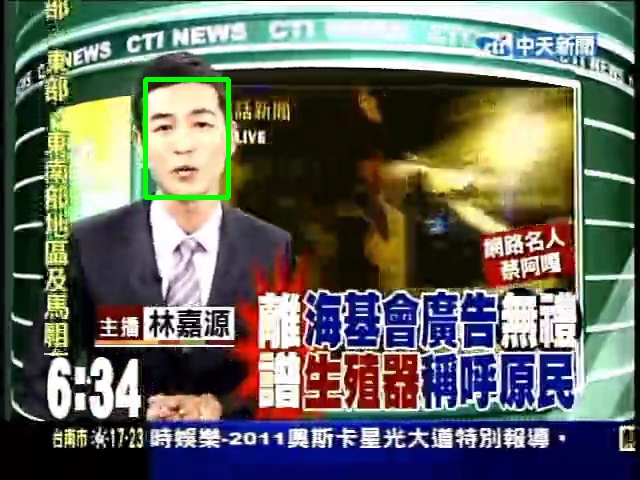 CTI NEWS
CTI NEWS
中天新聞
話新聞
LIVE
部、東部、東南部地區及馬祖
網路名人
蔡阿嘎
主播 林嘉源
離譜
海基會廣告無禮
生殖器稱呼原民
6:34
台南市 17-23 時娛樂-2011奧斯卡星光大道特別報導。